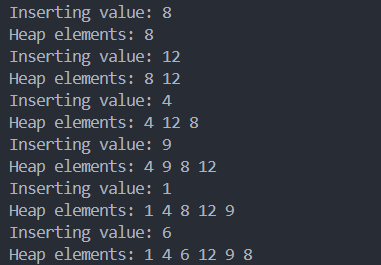 Inserting value: 8
Heap elements: 8
Inserting value: 12
Heap elements: 8 12
Inserting value: 4
Heap elements: 4 12 8
Inserting value: 9
Heap elements: 4 9 8 12
Inserting value: 1
Heap elements: 1 4 8 12 9
Inserting value: 6
Heap elements: 1 4 6 12 9 8